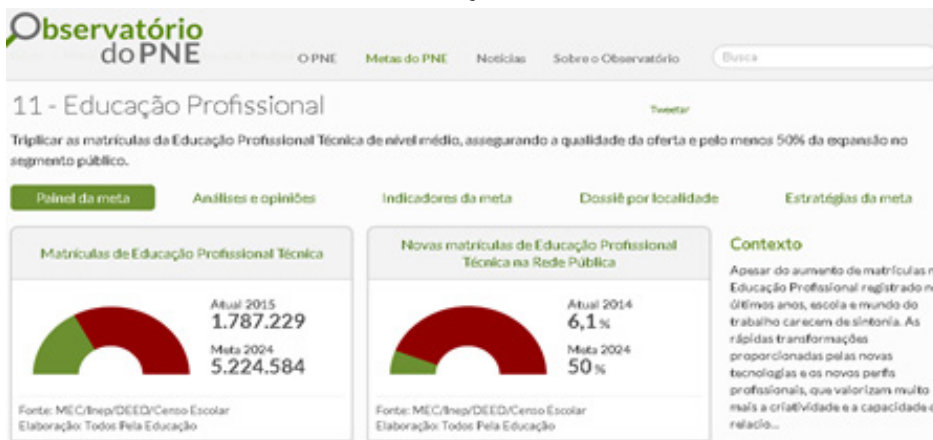 Observatório
do PNE
O PNE
Metas do PNE
Notícias
Sobre o Observatório
Busca
11 - Educação Profissional
Tweetar
Triplicar as matrículas da Educação Profissional Técnica de nível médio, assegurando a qualidade da oferta e pelo menos 50% da expansão no
segmento público.
Painel da meta
Análises e opiniões
Indicadores da meta
Dossiê por localidade
Estratégias da meta
Matrículas de Educação Profissional Técnica
Atual 2015
1.787.229
Meta 2024
5.224.584
Fonte: MEC/Inep/DEED/Censo Escolar
Elaboração: Todos Pela Educação
Novas matrículas de Educação Profissional
Técnica na Rede Pública
Atual 2014
6,1 %
Meta 2024
50 %
Fonte: MEC/Inep/DEED/Censo Escolar
Elaboração: Todos Pela Educação
Contexto
Apesar do aumento de matrículas
Educação Profissional registrado
últimos anos, escola e mundo do
trabalho carecem de sintonia. As
rápidas transformações
proporcionadas pelas novas
tecnologias e os novos perfis
profissionais, que valorizam muito
mais a criatividade e a capacidade
relacio...